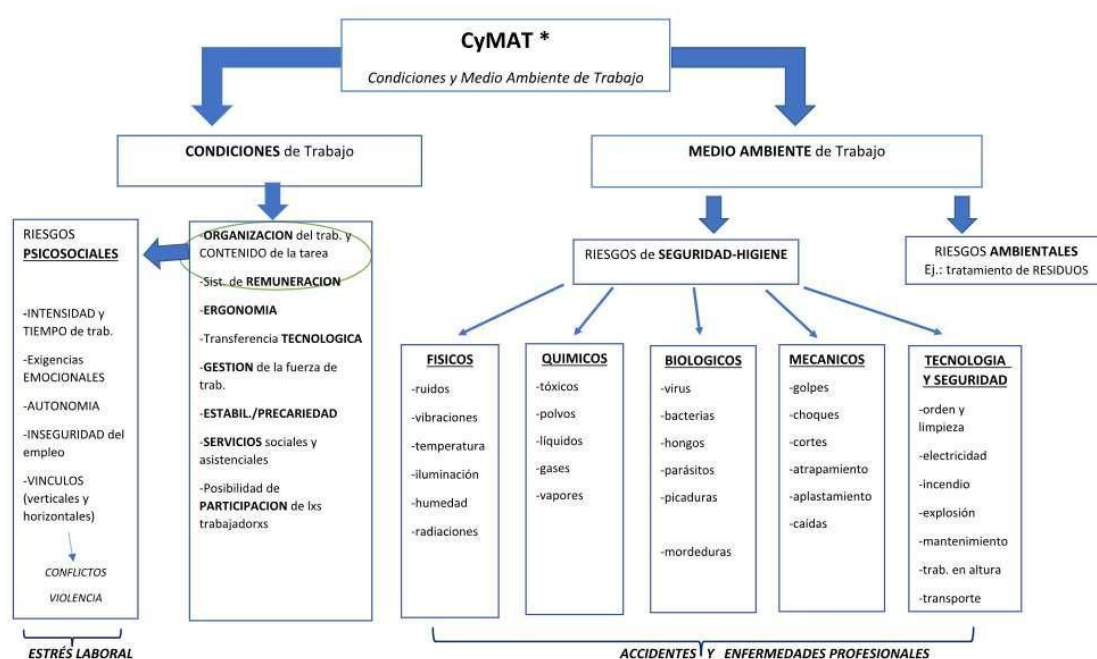 CyMAT *
Condiciones y Medio Ambiente de Trabajo
CONDICIONES de Trabajo
MEDIO AMBIENTE de Trabajo
RIESGOS
PSICOSOCIALES
-INTENSIDAD y
TIEMPO de trab.
-Exigencias
EMOCIONALES
-AUTONOMIA
-INSEGURIDAD del
empleo
-VINCULOS
(verticales y
horizontales)
CONFLICTOS
VIOLENCIA
ESTRÉS LABORAL
-ORGANIZACION del trab. y
CONTENIDO de la tarea
-Sist. de REMUNERACION
-ERGONOMIA
-Transferencia TECNOLOGICA
-GESTION de la fuerza de
trab.
-ESTABIL./PRECARIEDAD
-SERVICIOS sociales y
asistenciales
-Posibilidad de
PARTICIPACION de lxs
trabajadorxs
RIESGOS de SEGURIDAD-HIGIENE
RIESGOS AMBIENTALES
Ej.: tratamiento de RESIDUOS
FISICOS
-ruidos
-vibraciones
-temperatura
-iluminación
-humedad
-radiaciones
QUIMICOS
-tóxicos
-polvos
-líquidos
-gases
-vapores
BIOLOGICOS
-virus
-bacterias
-hongos
-parásitos
-picaduras
-mordeduras
MECANICOS
-golpes
-choques
-cortes
-atrapamiento
-aplastamiento
-caídas
TECNOLOGIA
Y SEGURIDAD
-orden y
limpieza
-electricidad
-incendio
-explosión
-mantenimiento
-trab. en altura
-transporte
ACCIDENTES Y ENFERMEDADES PROFESIONALES